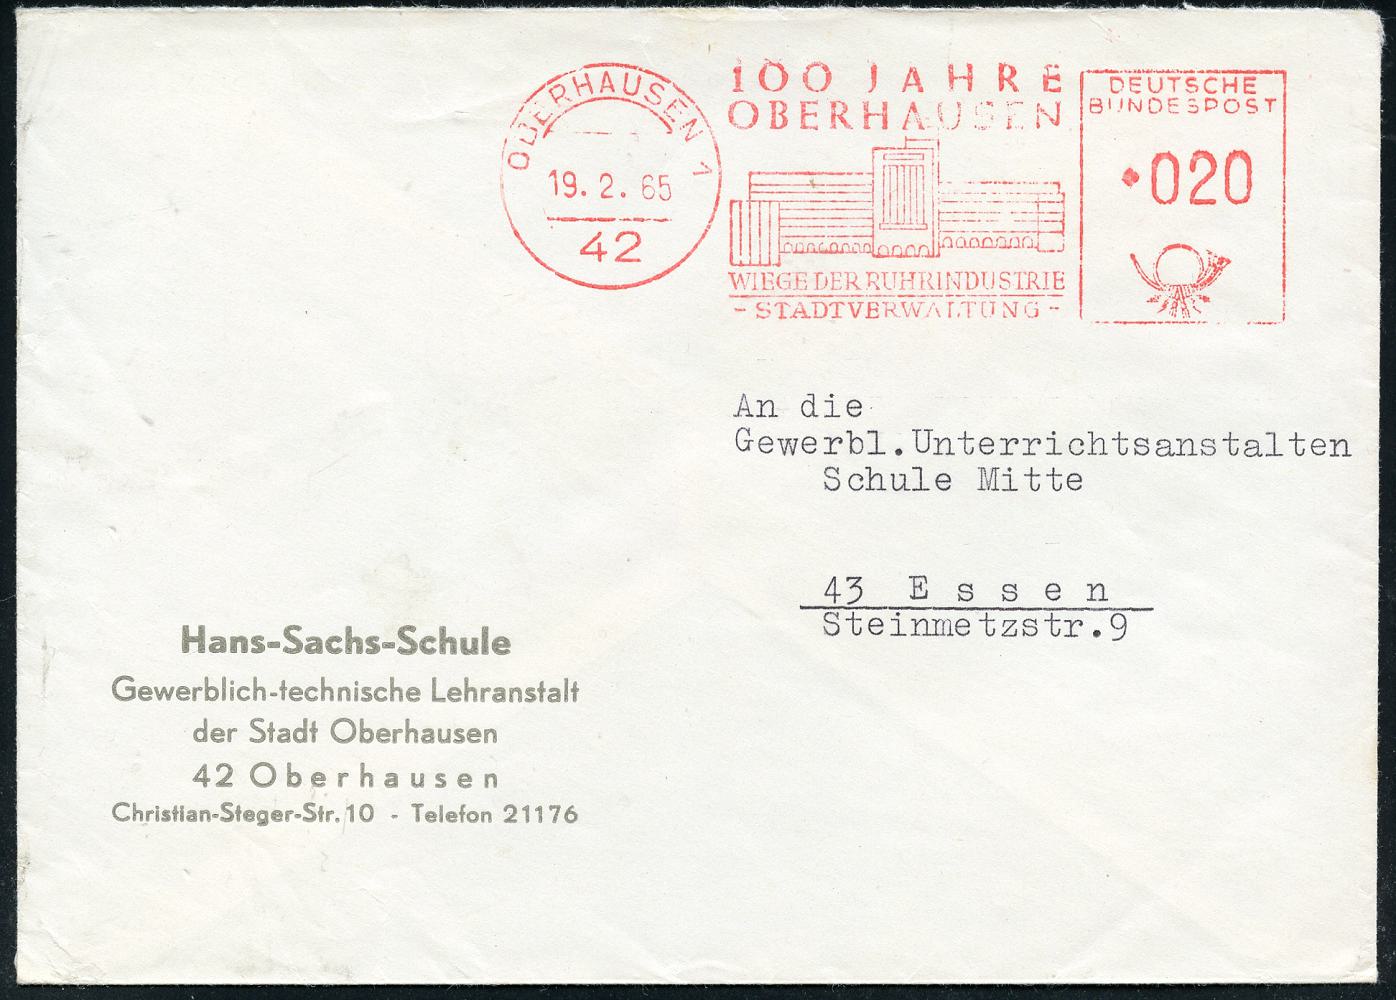 OBERHAUSEN 1
19. 2. 65
42
100 JAHRE
OBERHAUSEN
WIEGE DER RUHRINDUSTRIE
- STADTVERWALTUNG -
DEUTSCHE
BUNDESPOST
020
An die
Gewerbl.Unterrichtsanstalten
Schule Mitte
43 Essen
Steinmetzstr.9
Hans-Sachs-Schule
Gewerblich-technische Lehranstalt
der Stadt Oberhausen
42 Oberhausen
Christian-Steger-Str. 10 - Telefon 21176